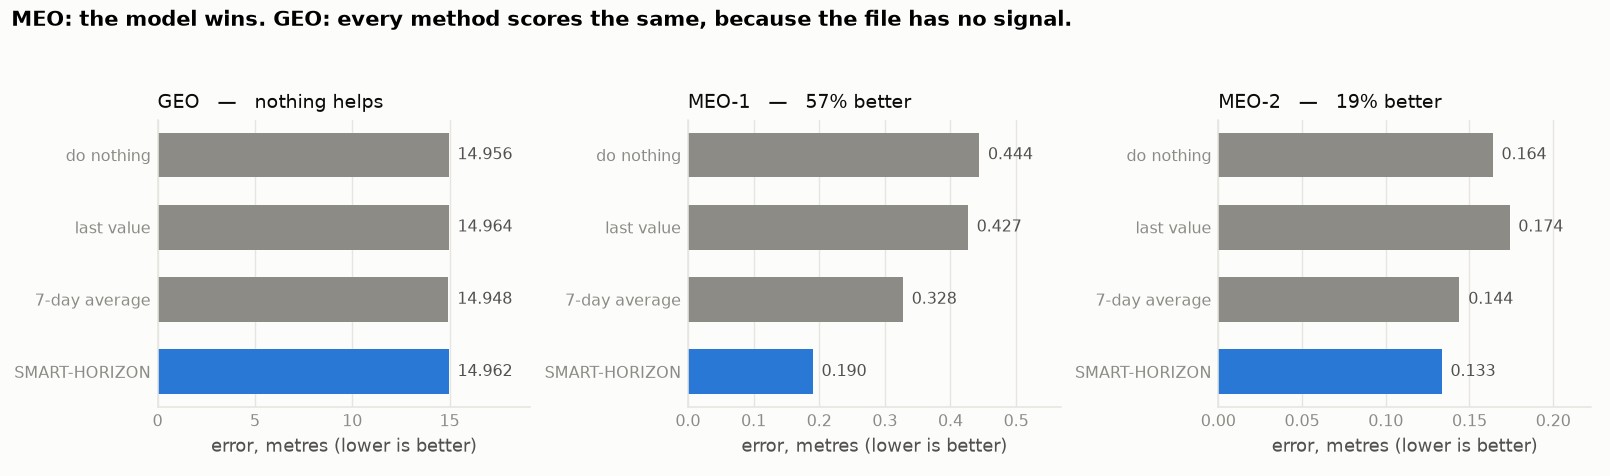 MEO: the model wins. GEO: every method scores the same, because the file has no signal.
GEO — nothing helps
do nothing 14.956
last value 14.964
7-day average 14.948
SMART-HORIZON 14.962
0 5 10 15
error, metres (lower is better)
MEO-1 — 57% better
do nothing 0.444
last value 0.427
7-day average 0.328
SMART-HORIZON 0.190
0.0 0.1 0.2 0.3 0.4 0.5
error, metres (lower is better)
MEO-2 — 19% better
do nothing 0.164
last value 0.174
7-day average 0.144
SMART-HORIZON 0.133
0.00 0.05 0.10 0.15 0.20
error, metres (lower is better)